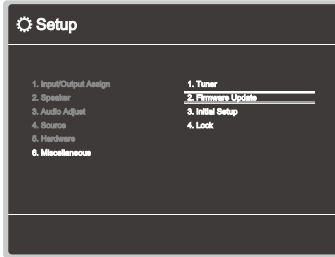 Setup
1. Input/Output Assign
2. Speaker
3. Audio Adjust
4. Source
5. Hardware
6. Miscellaneous
1. Tuner
2. Firmware Update
3. Initial Setup
4. Lock